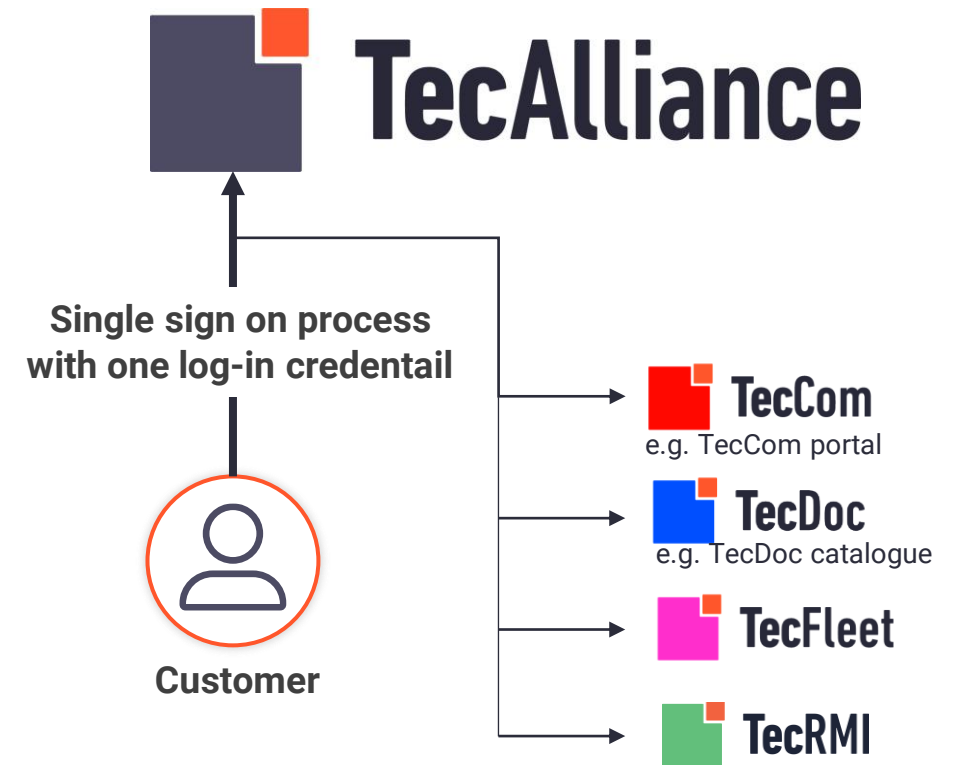 TecAlliance
Single sign on process
with one log-in credentail
TecCom
e.g. TecCom portal
TecDoc
e.g. TecDoc catalogue
TecFleet
Customer
TecRMI